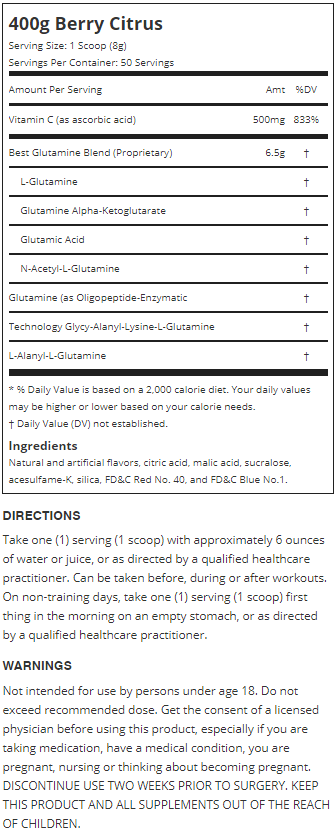 400g Berry Citrus
Serving Size: 1 Scoop (8g)
Servings Per Container: 50 Servings
Amount Per Serving Amt %DV
Vitamin C (as ascorbic acid) 500mg 833%
Best Glutamine Blend (Proprietary) 6.5g †
L-Glutamine †
Glutamine Alpha-Ketoglutarate †
Glutamic Acid †
N-Acetyl-L-Glutamine †
Glutamine (as Oligopeptide-Enzymatic †
Technology Glycy-Alanyl-Lysine-L-Glutamine †
L-Alanyl-L-Glutamine †
* % Daily Value is based on a 2,000 calorie diet. Your daily values
may be higher or lower based on your calorie needs.
† Daily Value (DV) not established.
Ingredients
Natural and artificial flavors, citric acid, malic acid, sucralose,
acesulfame-K, silica, FD&C Red No. 40, and FD&C Blue No.1.
DIRECTIONS
Take one (1) serving (1 scoop) with approximately 6 ounces
of water or juice, or as directed by a qualified healthcare
practitioner. Can be taken before, during or after workouts.
On non-training days, take one (1) serving (1 scoop) first
thing in the morning on an empty stomach, or as directed
by a qualified healthcare practitioner.
WARNINGS
Not intended for use by persons under age 18. Do not
exceed recommended dose. Get the consent of a licensed
physician before using this product, especially if you are
taking medication, have a medical condition, you are
pregnant, nursing or thinking about becoming pregnant.
DISCONTINUE USE TWO WEEKS PRIOR TO SURGERY. KEEP
THIS PRODUCT AND ALL SUPPLEMENTS OUT OF THE REACH
OF CHILDREN.